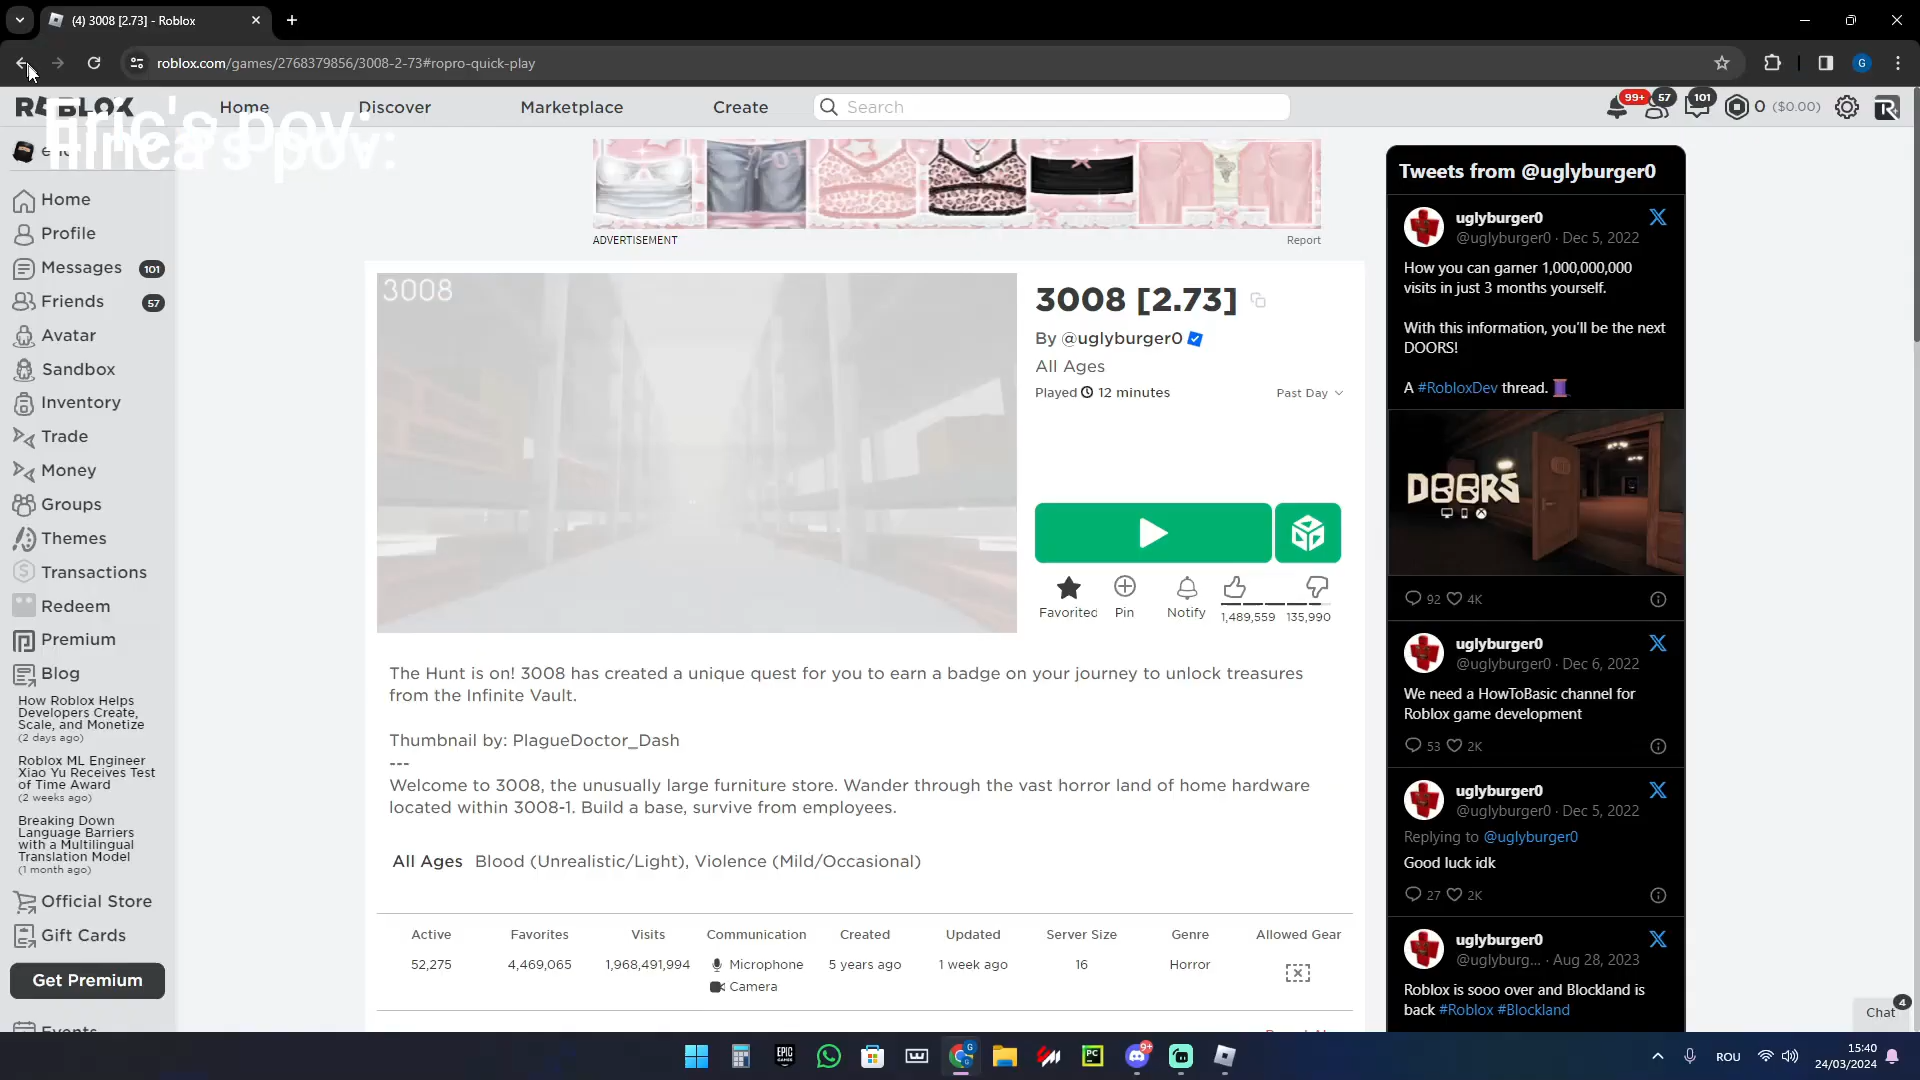 (4) 3008 [2.73] - Roblox
roblox.com/games/2768379856/3008-2-73#ropro-quick-play
G
Home
Discover
Marketplace
Create
Search
99+
57
101
0 ($0.00)
Eric's pov:
Home
Profile
Messages 101
Friends 57
Avatar
Sandbox
Inventory
Trade
Money
Groups
Themes
Transactions
Redeem
Premium
Blog
How Roblox Helps
Developers Create,
Scale, and Monetize
(2 days ago)
Roblox ML Engineer
Xiao Yu Receives Test
of Time Award
(2 weeks ago)
Breaking Down
Language Barriers
with a Multilingual
Translation Model
(1 month ago)
Official Store
Gift Cards
Get Premium
Events
ADVERTISEMENT
Report
3008
3008 [2.73]
By @uglyburger0
All Ages
Played 12 minutes
Past Day
Favorited
Pin
Notify
1,489,559
135,990
The Hunt is on! 3008 has created a unique quest for you to earn a badge on your journey to unlock treasures
from the Infinite Vault.
Thumbnail by: PlagueDoctor_Dash
---
Welcome to 3008, the unusually large furniture store. Wander through the vast horror land of home hardware
located within 3008-1. Build a base, survive from employees.
All Ages Blood (Unrealistic/Light), Violence (Mild/Occasional)
Active Favorites Visits Communication Created Updated Server Size Genre Allowed Gear
52,275 4,469,065 1,968,491,994 Microphone 5 years ago 1 week ago 16 Horror
Camera
Tweets from @uglyburger0
uglyburger0
@uglyburger0 · Dec 5, 2022
How you can garner 1,000,000,000
visits in just 3 months yourself.
With this information, you'll be the next
DOORS!
A #RobloxDev thread.
DOORS
92 4K
uglyburger0
@uglyburger0 · Dec 6, 2022
We need a HowToBasic channel for
Roblox game development
53 2K
uglyburger0
@uglyburger0 · Dec 5, 2022
Replying to @uglyburger0
Good luck idk
27 2K
uglyburger0
@uglyburg... · Aug 28, 2023
Roblox is sooo over and Blockland is
back #Roblox #Blockland
Chat 4
EPIC GAMES
PC
9+
ROU
15:40
24/03/2024